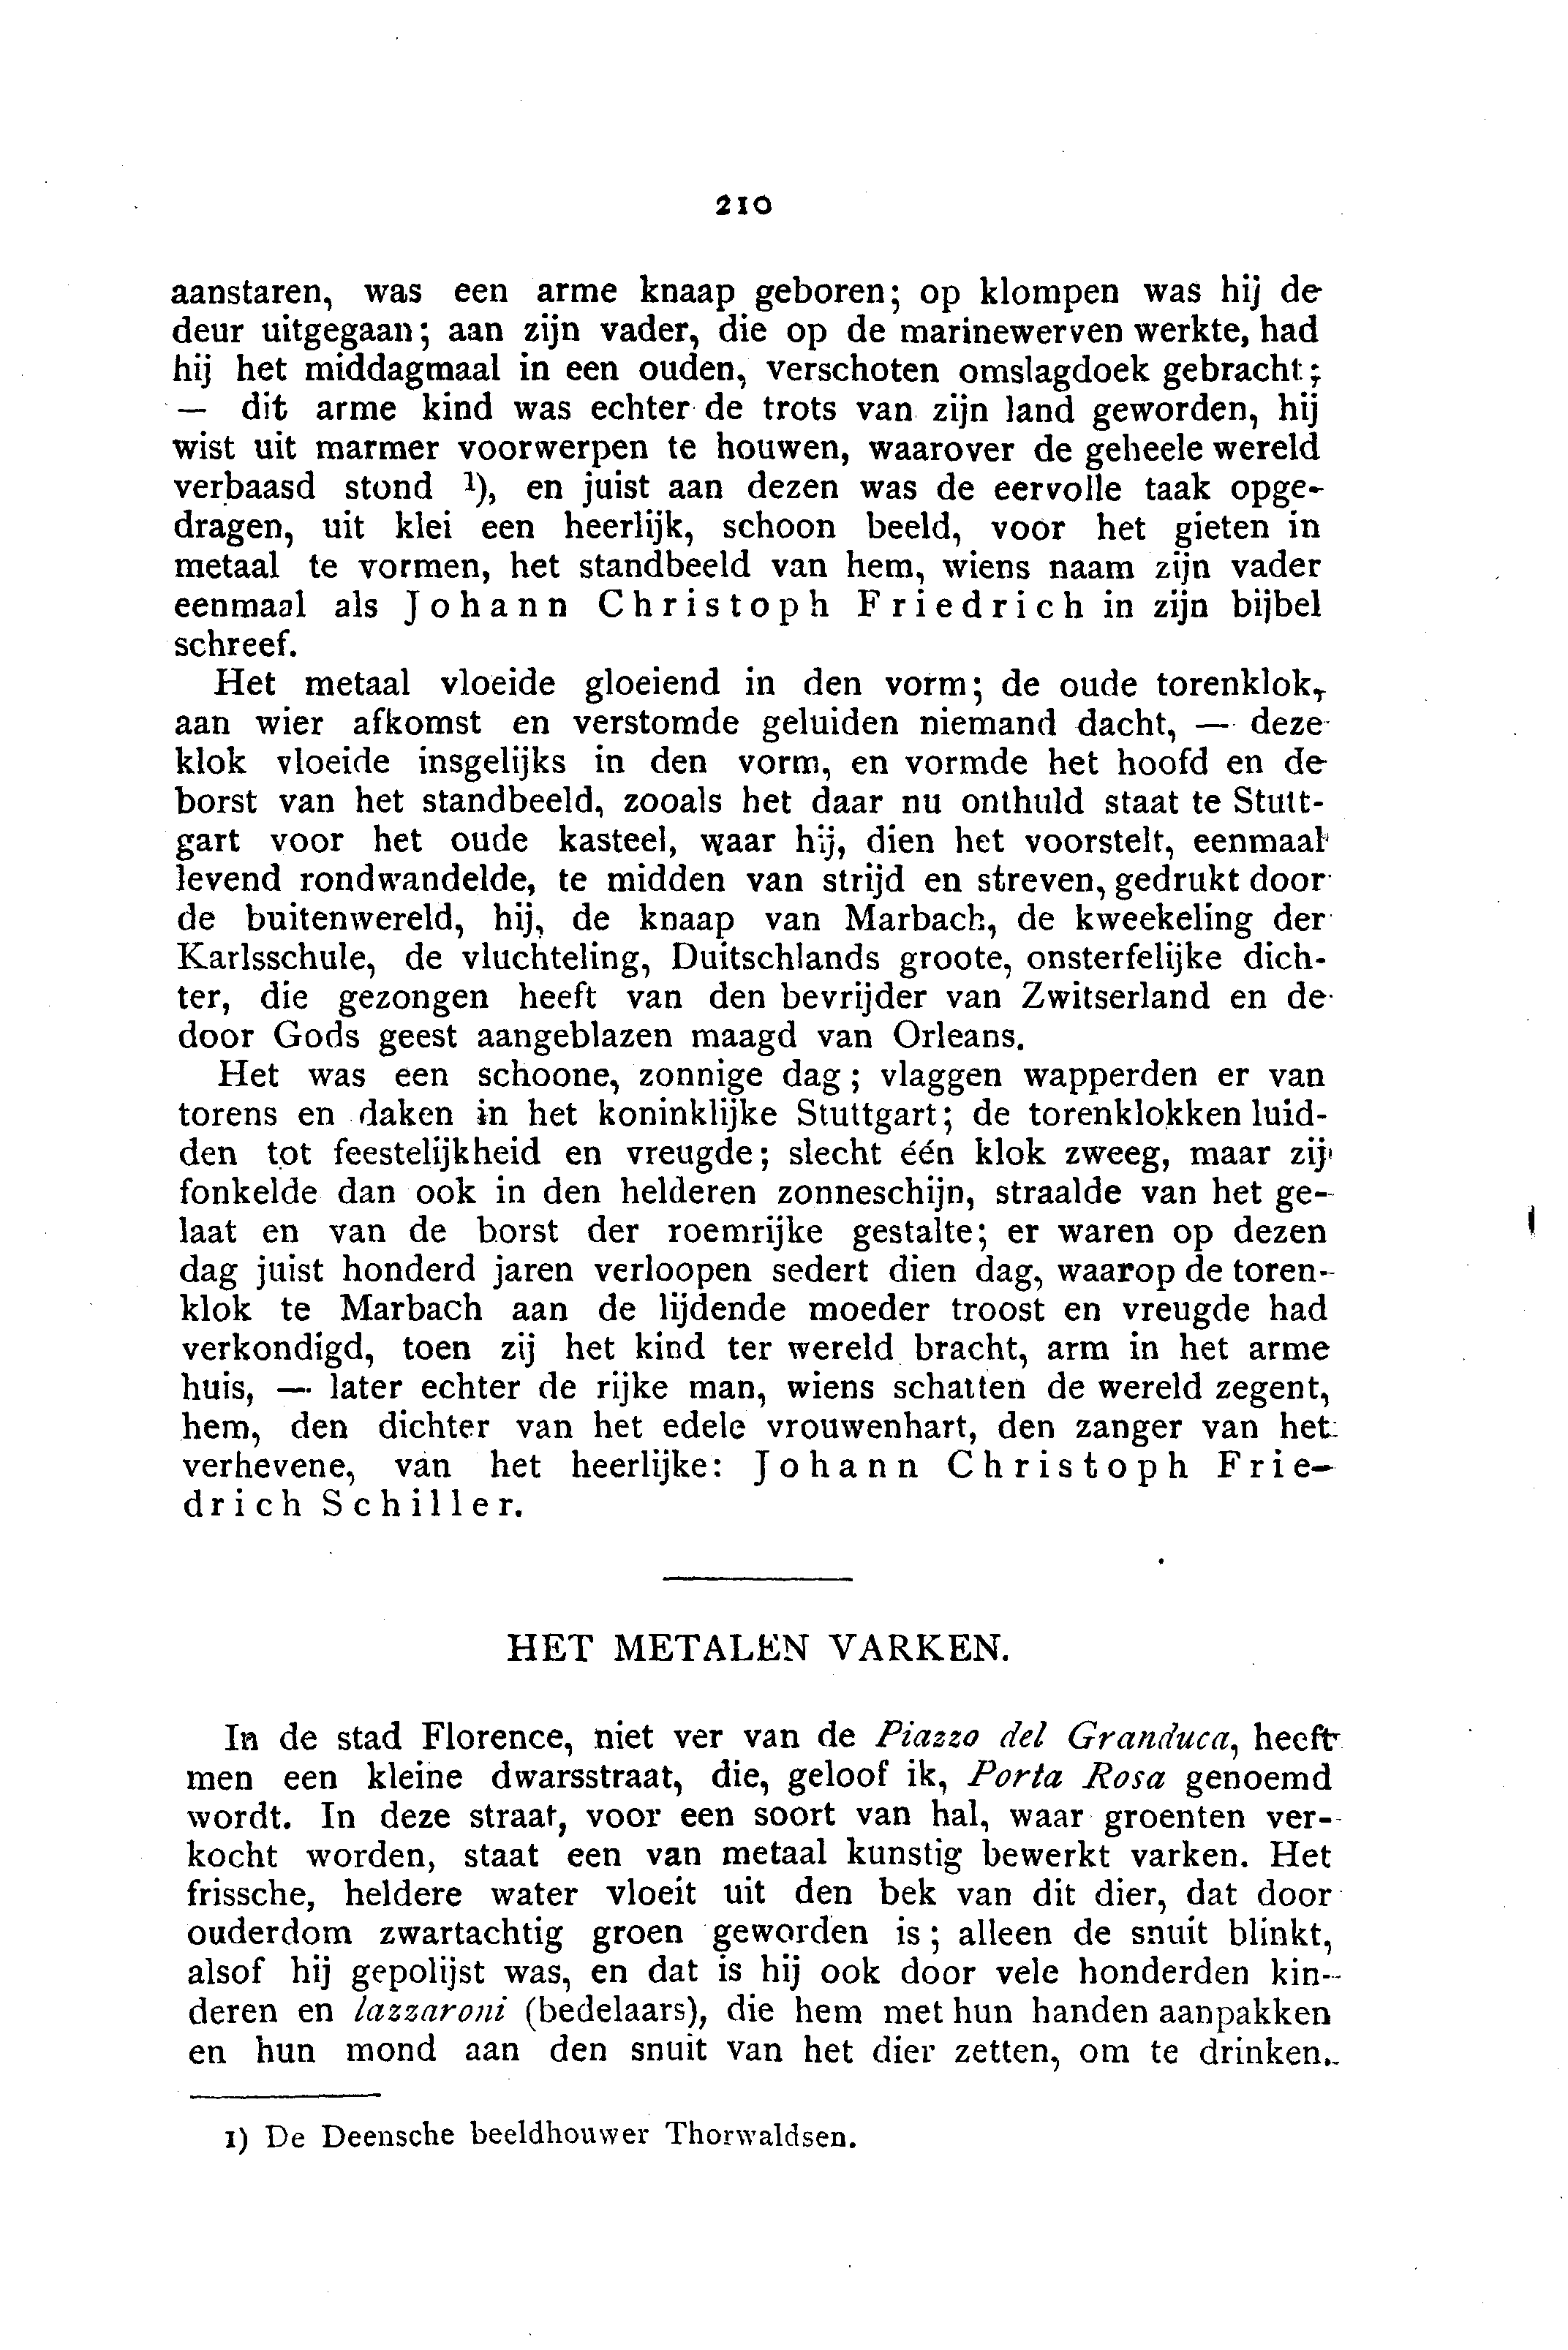 210
aanstaren, was een arme knaap geboren; op klompen was hij de
deur uitgegaan; aan zijn vader, die op de marinewerven werkte, had
hij het middagmaal in een ouden, verschoten omslagdoek gebracht;
— dit arme kind was echter de trots van zijn land geworden, hij
wist uit marmer voorwerpen te houwen, waarover de geheele wereld
verbaasd stond ¹), en juist aan dezen was de eervolle taak opge-
dragen, uit klei een heerlijk, schoon beeld, voor het gieten in
metaal te vormen, het standbeeld van hem, wiens naam zijn vader
eenmaal als Johann Christoph Friedrich in zijn bijbel
schreef.
Het metaal vloeide gloeiend in den vorm; de oude torenklok,
aan wier afkomst en verstomde geluiden niemand dacht, — deze
klok vloeide insgelijks in den vorm, en vormde het hoofd en de
borst van het standbeeld, zooals het daar nu onthuld staat te Stutt-
gart voor het oude kasteel, waar hij, dien het voorstelt, eenmaal
levend rondwandelde, te midden van strijd en streven, gedrukt door
de buitenwereld, hij, de knaap van Marbach, de kweekeling der
Karlsschule, de vluchteling, Duitschlands groote, onsterfelijke dich-
ter, die gezongen heeft van den bevrijder van Zwitserland en de
door Gods geest aangeblazen maagd van Orleans.
Het was een schoone, zonnige dag; vlaggen wapperden er van
torens en daken in het koninklijke Stuttgart; de torenklokken luid-
den tot feestelijkheid en vreugde; slecht één klok zweeg, maar zij
fonkelde dan ook in den helderen zonneschijn, straalde van het ge-
laat en van de borst der roemrijke gestalte; er waren op dezen
dag juist honderd jaren verloopen sedert dien dag, waarop de toren-
klok te Marbach aan de lijdende moeder troost en vreugde had
verkondigd, toen zij het kind ter wereld bracht, arm in het arme
huis, — later echter de rijke man, wiens schatten de wereld zegent,
hem, den dichter van het edele vrouwenhart, den zanger van het
verhevene, van het heerlijke: Johann Christoph Frie-
drich Schiller.
HET METALEN VARKEN.
In de stad Florence, niet ver van de Piazzo del Granduca, heeft
men een kleine dwarsstraat, die, geloof ik, Porta Rosa genoemd
wordt. In deze straat, voor een soort van hal, waar groenten ver-
kocht worden, staat een van metaal kunstig bewerkt varken. Het
frissche, heldere water vloeit uit den bek van dit dier, dat door
ouderdom zwartachtig groen geworden is; alleen de snuit blinkt,
alsof hij gepolijst was, en dat is hij ook door vele honderden kin-
deren en lazzaroni (bedelaars), die hem met hun handen aanpakken
en hun mond aan den snuit van het dier zetten, om te drinken.
1) De Deensche beeldhouwer Thorwaldsen.